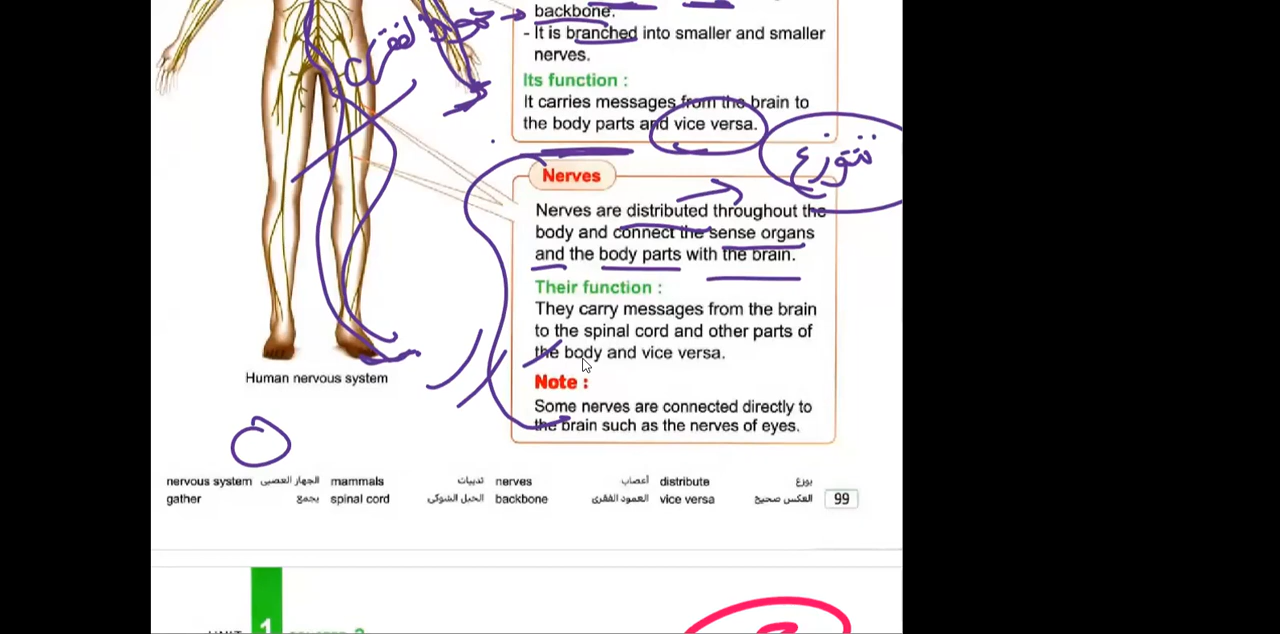 backbone.
- It is branched into smaller and smaller
nerves.
Its function :
It carries messages from the brain to
the body parts and vice versa.
تتوزع
Nerves
Nerves are distributed throughout the
body and connect the sense organs
and the body parts with the brain.
Their function :
They carry messages from the brain
to the spinal cord and other parts of
the body and vice versa.
Note :
Some nerves are connected directly to
the brain such as the nerves of eyes.
Human nervous system
nervous system الجهاز العصبى mammals ثدييات nerves أعصاب distribute يوزع
gather يجمع spinal cord الحبل الشوكى backbone العمود الفقرى vice versa العكس صحيح 99
1